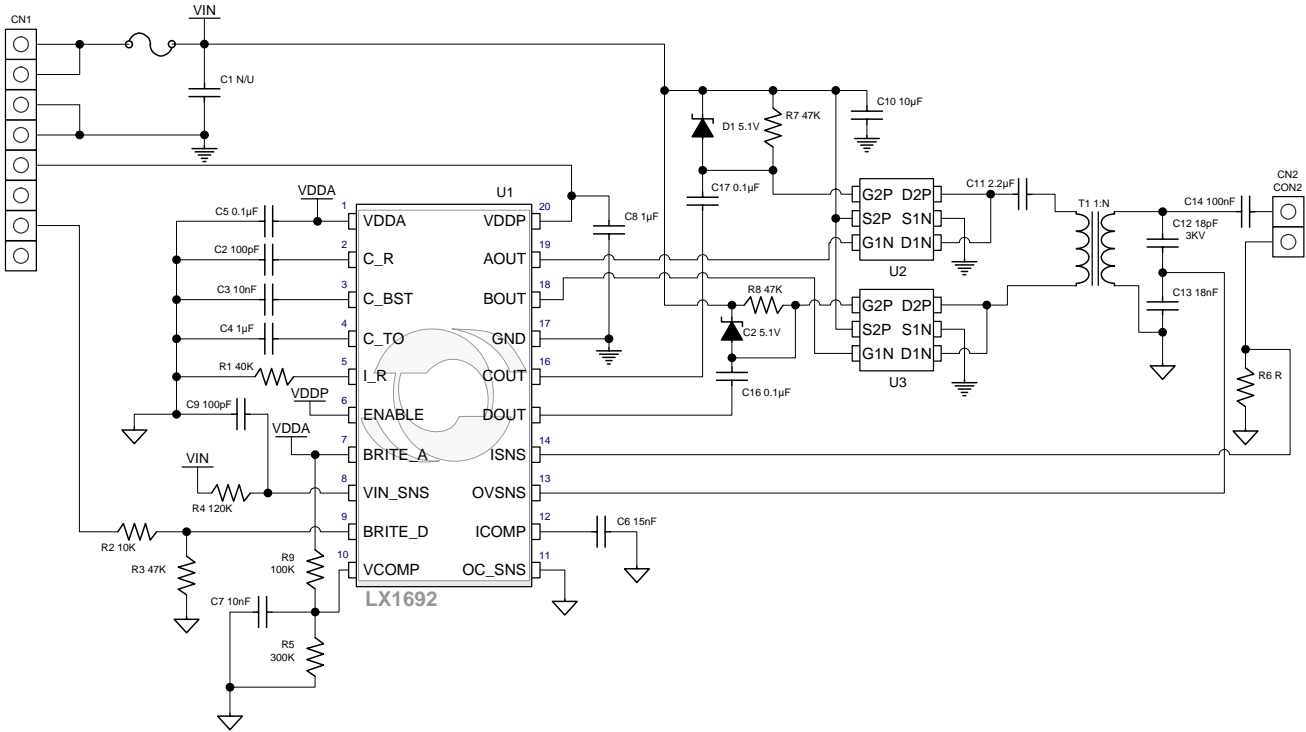 CN1
VIN
C1 N/U
C10 10µF
D1 5.1V
R7 47K
C17 0.1µF
CN2
CON2
C11 2.2µF
T1 1:N
C14 100nF
C12 18pF
3KV
C13 18nF
R6 R
G2P D2P
S2P S1N
G1N D1N
U2
G2P D2P
S2P S1N
G1N D1N
U3
R8 47K
C2 5.1V
C16 0.1µF
U1
VDDA
C5 0.1µF
1
VDDA
VDDP
20
C8 1µF
C2 100pF
2
C_R
AOUT
19
C3 10nF
3
C_BST
BOUT
18
C4 1µF
4
C_TO
GND
17
R1 40K
5
I_R
COUT
16
VDDP
6
ENABLE
DOUT
C9 100pF
VDDA
7
BRITE_A
ISNS
14
VIN
R4 120K
8
VIN_SNS
OVSNS
13
R2 10K
9
BRITE_D
ICOMP
12
C6 15nF
R3 47K
R9
100K
10
VCOMP
OC_SNS
11
LX1692
C7 10nF
R5
300K